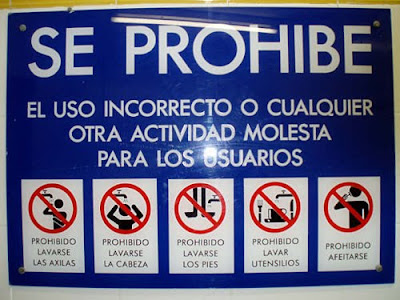 SE PROHIBE
EL USO INCORRECTO O CUALQUIER
OTRA ACTIVIDAD MOLESTA
PARA LOS USUARIOS
PROHIBIDO
LAVARSE
LAS AXILAS
PROHIBIDO
LAVARSE
LA CABEZA
PROHIBIDO
LAVARSE
LOS PIES
PROHIBIDO
LAVAR
UTENSILIOS
PROHIBIDO
AFEITARSE